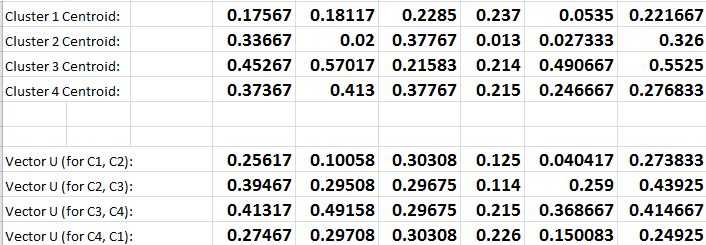 Cluster 1 Centroid: 0.17567 0.18117 0.2285 0.237 0.0535 0.221667
Cluster 2 Centroid: 0.33667 0.02 0.37767 0.013 0.027333 0.326
Cluster 3 Centroid: 0.45267 0.57017 0.21583 0.214 0.490667 0.5525
Cluster 4 Centroid: 0.37367 0.413 0.37767 0.215 0.246667 0.276833
Vector U (for C1, C2): 0.25617 0.10058 0.30308 0.125 0.040417 0.273833
Vector U (for C2, C3): 0.39467 0.29508 0.29675 0.114 0.259 0.43925
Vector U (for C3, C4): 0.41317 0.49158 0.29675 0.215 0.368667 0.414667
Vector U (for C4, C1): 0.27467 0.29708 0.30308 0.226 0.150083 0.24925